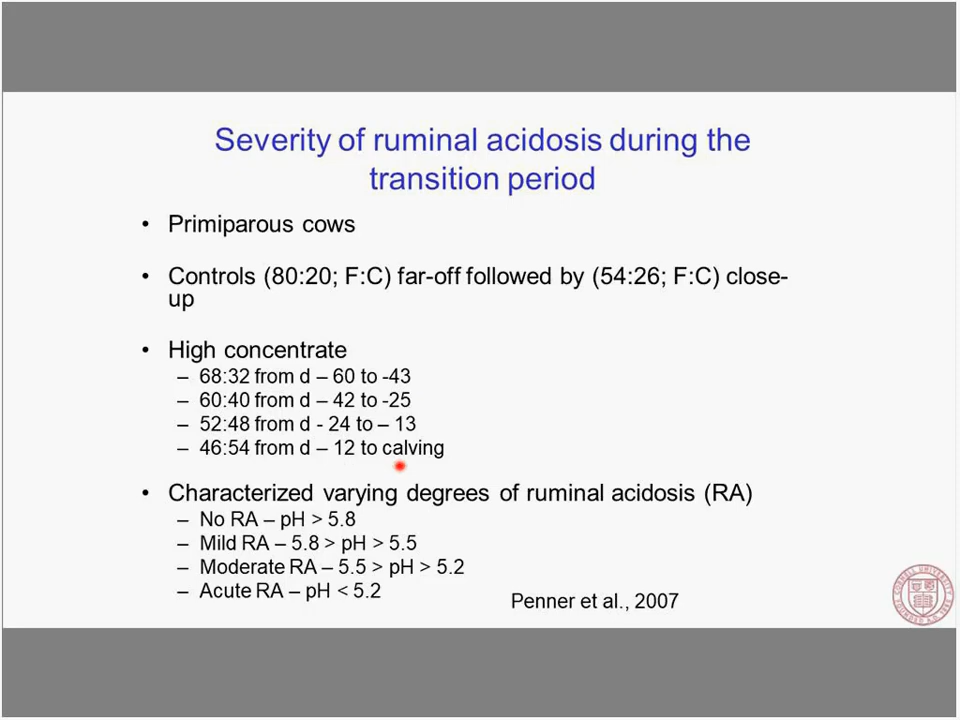 Severity of ruminal acidosis during the
transition period
• Primiparous cows
• Controls (80:20; F:C) far-off followed by (54:26; F:C) close-
up
• High concentrate
– 68:32 from d – 60 to -43
– 60:40 from d – 42 to -25
– 52:48 from d - 24 to – 13
– 46:54 from d – 12 to calving
• Characterized varying degrees of ruminal acidosis (RA)
– No RA – pH > 5.8
– Mild RA – 5.8 > pH > 5.5
– Moderate RA – 5.5 > pH > 5.2
– Acute RA – pH < 5.2
Penner et al., 2007
CORNELL UNIVERSITY
FOUNDED A.D.